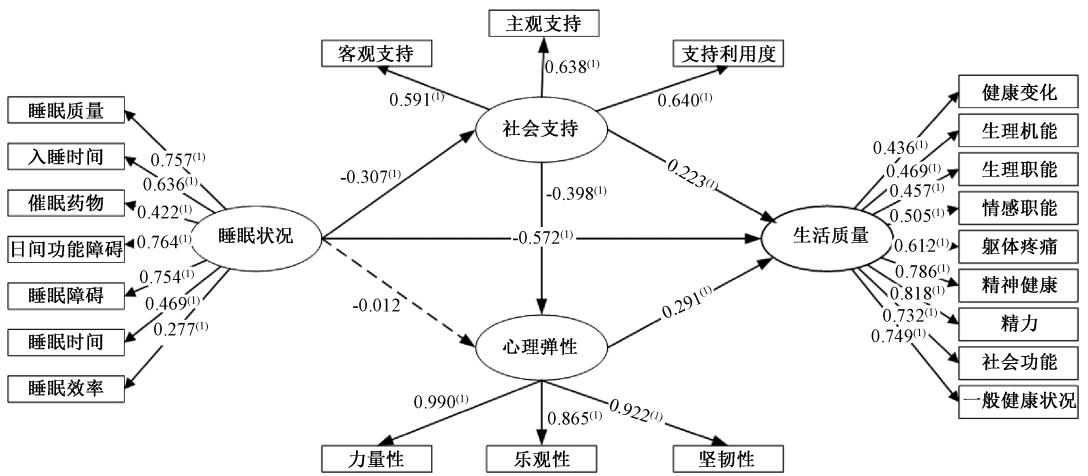 主观支持
客观支持
支持利用度
0.638(1)
0.591(1)
0.640(1)
社会支持
睡眠质量
入睡时间
催眠药物
日间功能障碍
睡眠障碍
睡眠时间
睡眠效率
0.757(1)
0.636(1)
0.422(1)
0.764(1)
0.754(1)
0.469(1)
0.277(1)
睡眠状况
-0.307(1)
-0.398(1)
0.223(1)
-0.572(1)
-0.012
0.291(1)
生活质量
0.436(1)
0.469(1)
0.457(1)
0.505(1)
0.612(1)
0.786(1)
0.818(1)
0.732(1)
0.749(1)
健康变化
生理机能
生理职能
情感职能
躯体疼痛
精神健康
精力
社会功能
一般健康状况
心理弹性
0.990(1)
0.865(1)
0.922(1)
力量性
乐观性
坚韧性